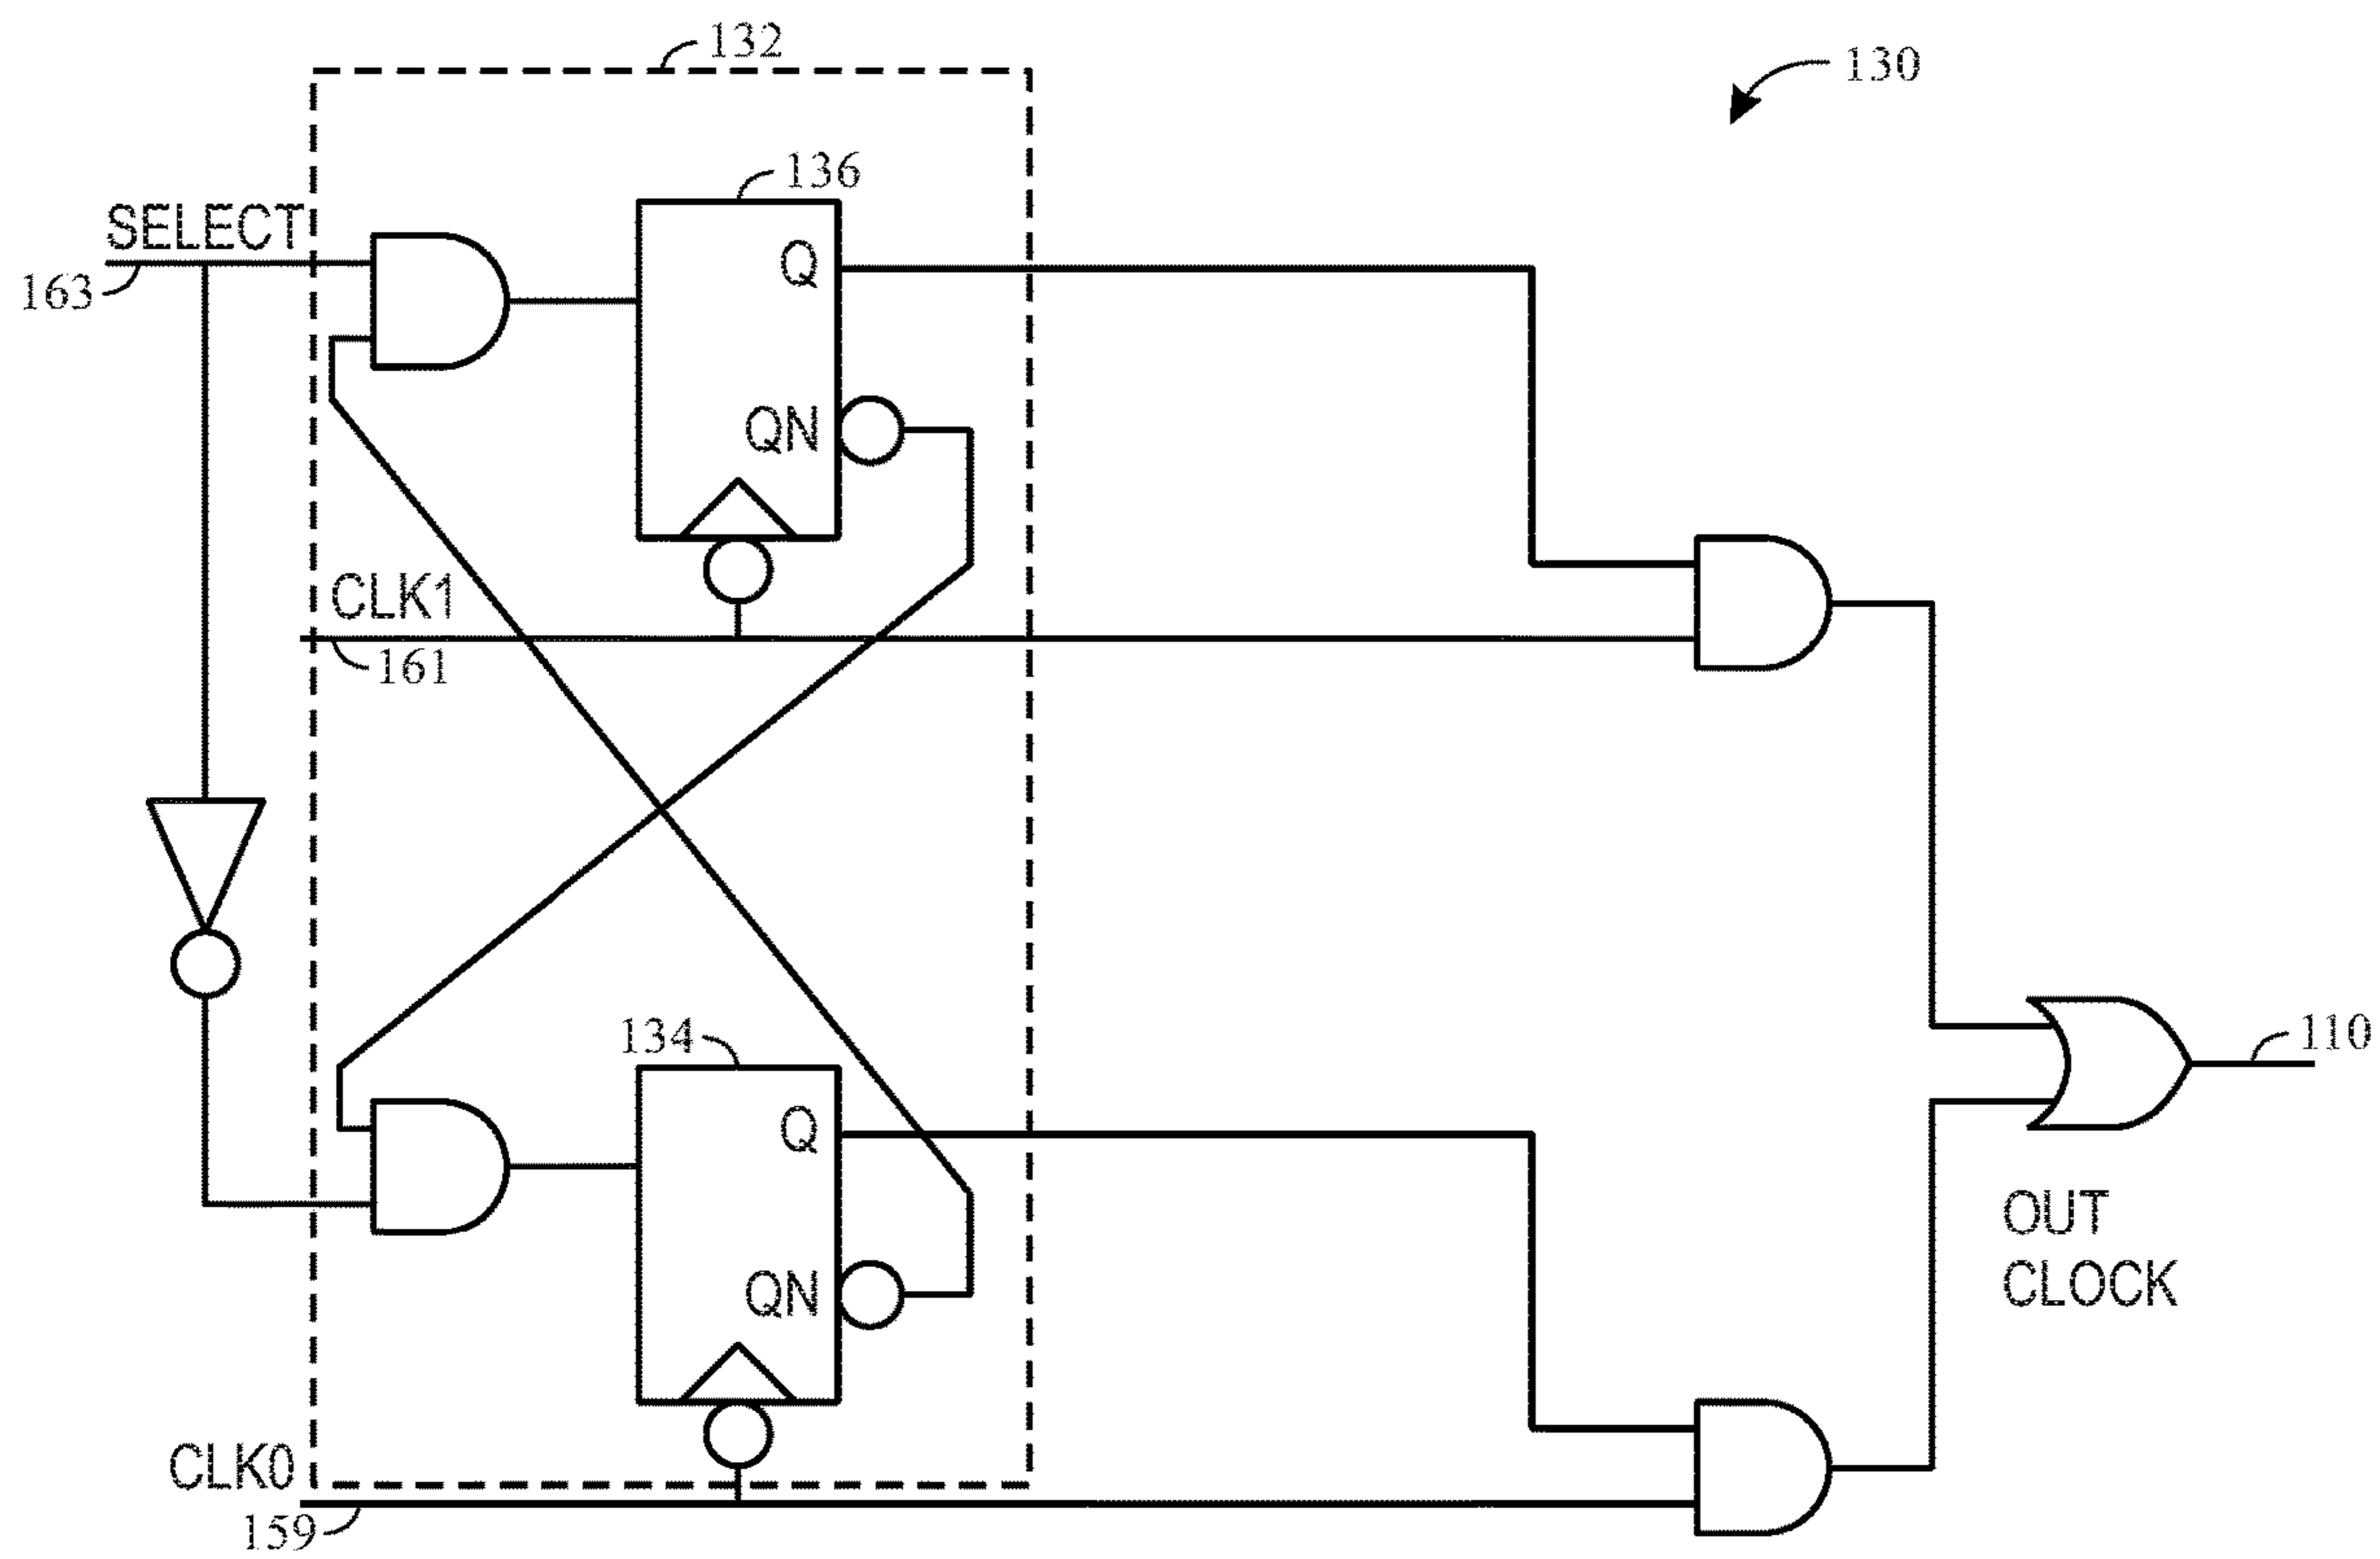 132
130
136
SELECT
Q
163
QN
CLK1
161
134
110
Q
OUT
CLOCK
QN
CLK0
159